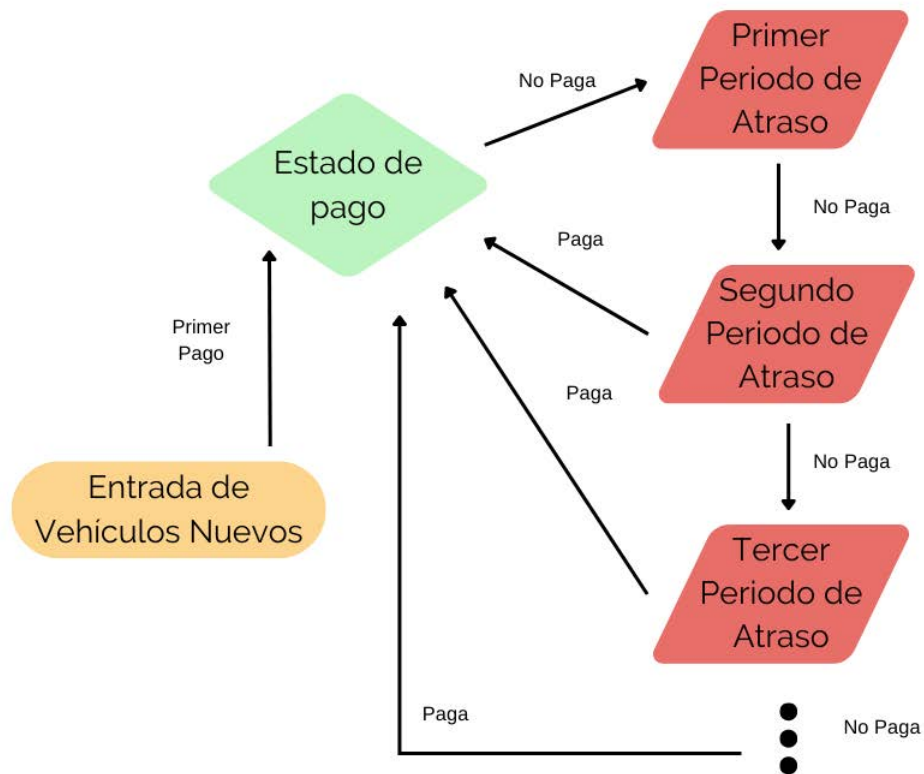 Primer
Periodo de
Atraso
No Paga
Estado de
pago
No Paga
Paga
Segundo
Periodo de
Atraso
Primer
Pago
Paga
No Paga
Entrada de
Vehículos Nuevos
Tercer
Periodo de
Atraso
Paga
No Paga